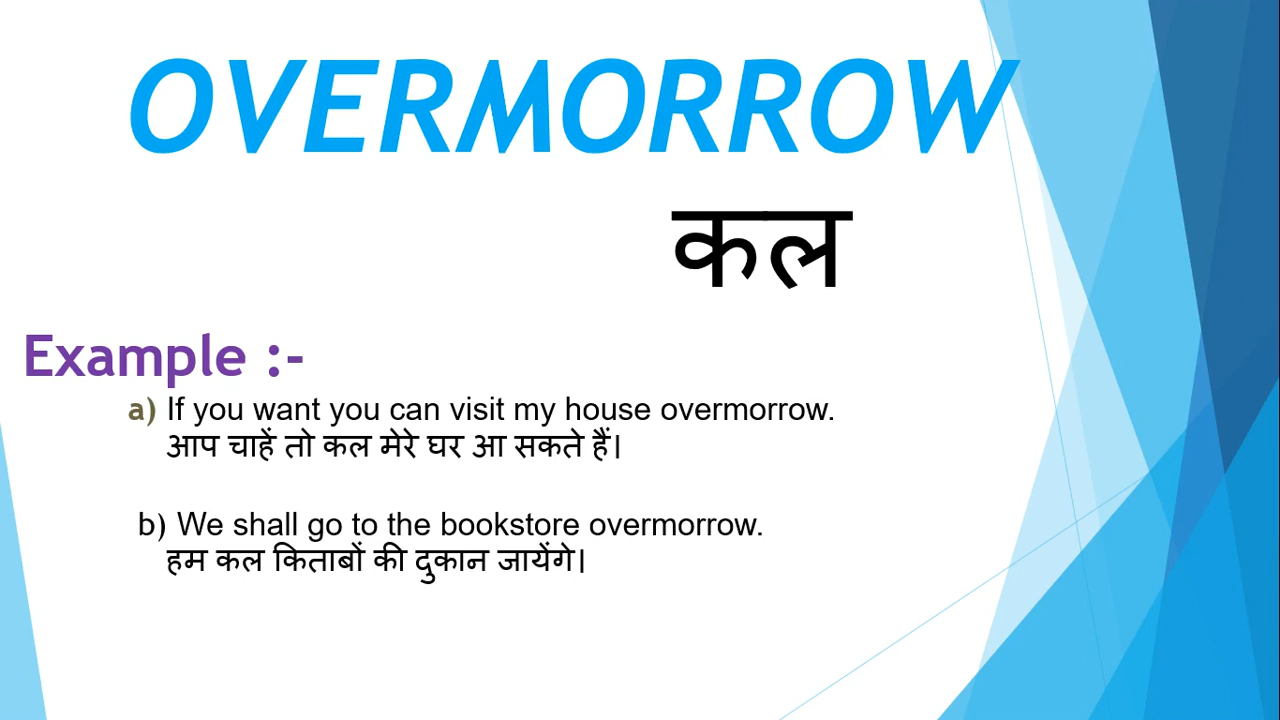 OVERMORROW
कल
Example :-
a) If you want you can visit my house overmorrow.
आप चाहें तो कल मेरे घर आ सकते हैं।
b) We shall go to the bookstore overmorrow.
हम कल किताबों की दुकान जायेंगे।